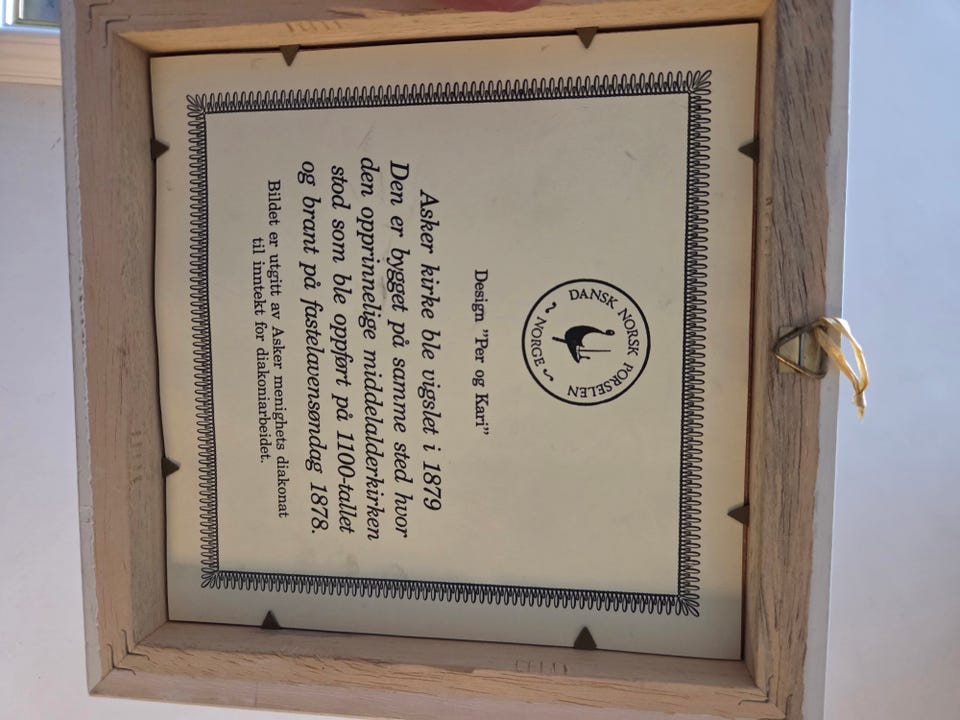 DANSK NORSK PORSELEN
NORGE
Design "Per og Kari"
Asker kirke ble vigslet i 1879
Den er bygget på samme sted hvor
den opprinnelige middelalderkirken
stod som ble oppført på 1100-tallet
og brant på fastelavensøndag 1878.
Bildet er utgitt av Asker menighets diakonat
til inntekt for diakoniarbeidet.